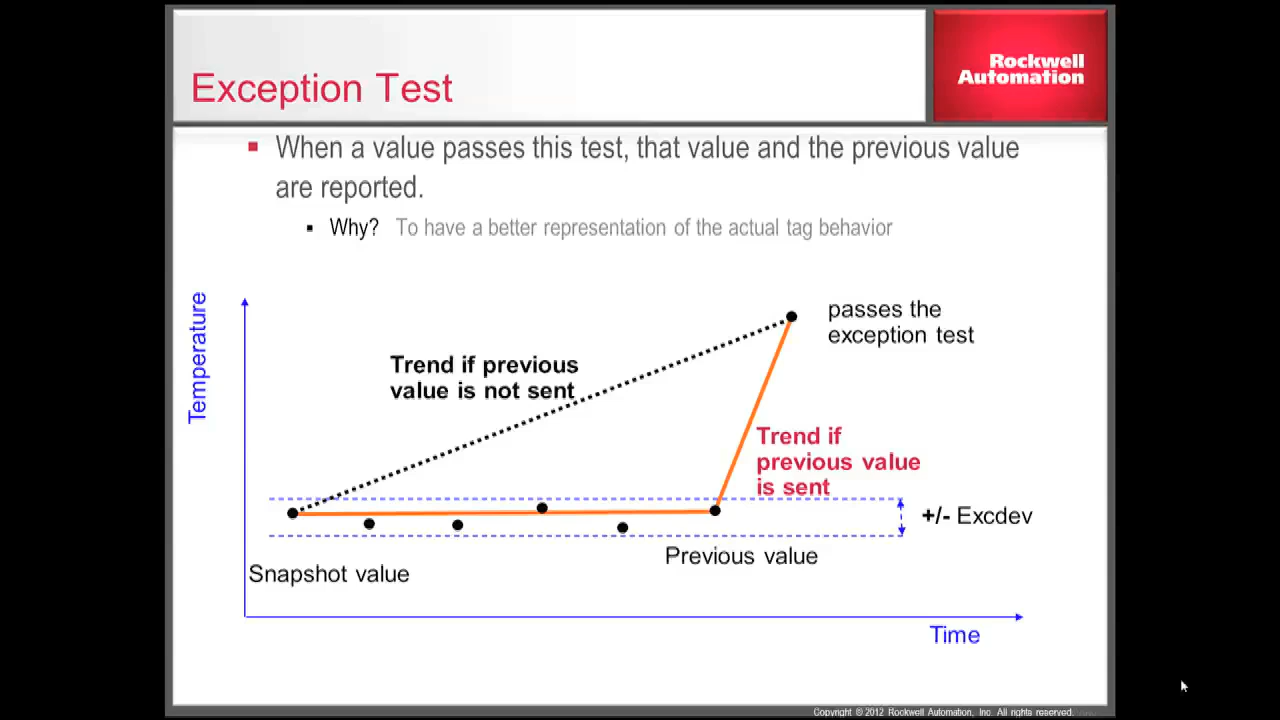 Rockwell
Automation
Exception Test
▪ When a value passes this test, that value and the previous value
are reported.
▪ Why? To have a better representation of the actual tag behavior
Temperature
passes the
exception test
Trend if previous
value is not sent
Trend if
previous value
is sent
+/- Excdev
Previous value
Snapshot value
Time
Copyright © 2012 Rockwell Automation, Inc. All rights reserved.